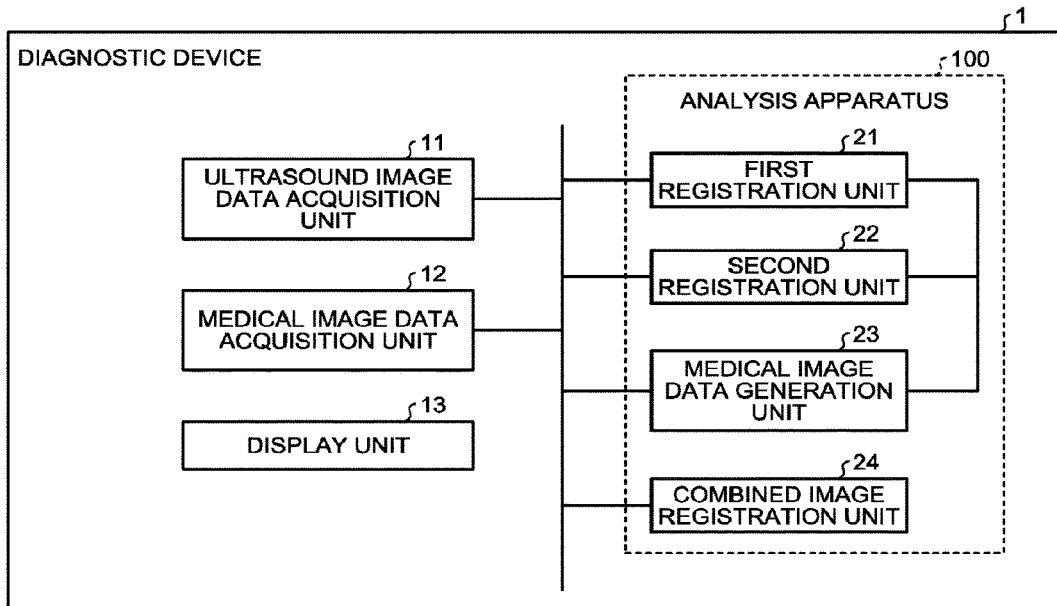 1
DIAGNOSTIC DEVICE
100
ANALYSIS APPARATUS
11
ULTRASOUND IMAGE
DATA ACQUISITION
UNIT
12
MEDICAL IMAGE DATA
ACQUISITION UNIT
13
DISPLAY UNIT
21
FIRST
REGISTRATION UNIT
22
SECOND
REGISTRATION UNIT
23
MEDICAL IMAGE
DATA GENERATION
UNIT
24
COMBINED IMAGE
REGISTRATION UNIT